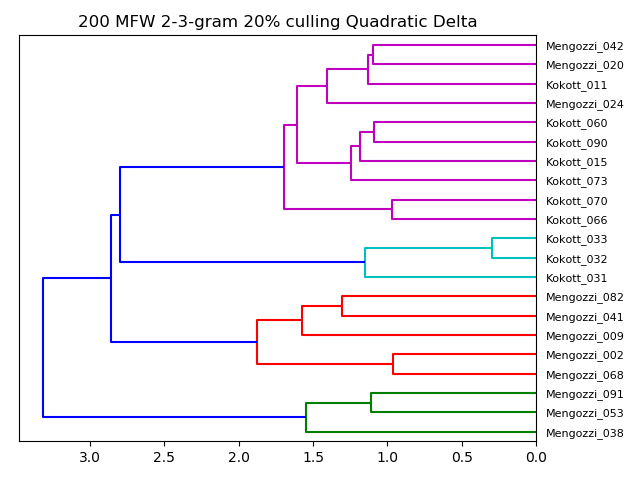 200 MFW 2-3-gram 20% culling Quadratic Delta
Mengozzi_042
Mengozzi_020
Kokott_011
Mengozzi_024
Kokott_060
Kokott_090
Kokott_015
Kokott_073
Kokott_070
Kokott_066
Kokott_033
Kokott_032
Kokott_031
Mengozzi_082
Mengozzi_041
Mengozzi_009
Mengozzi_002
Mengozzi_068
Mengozzi_091
Mengozzi_053
Mengozzi_038
3.0 2.5 2.0 1.5 1.0 0.5 0.0